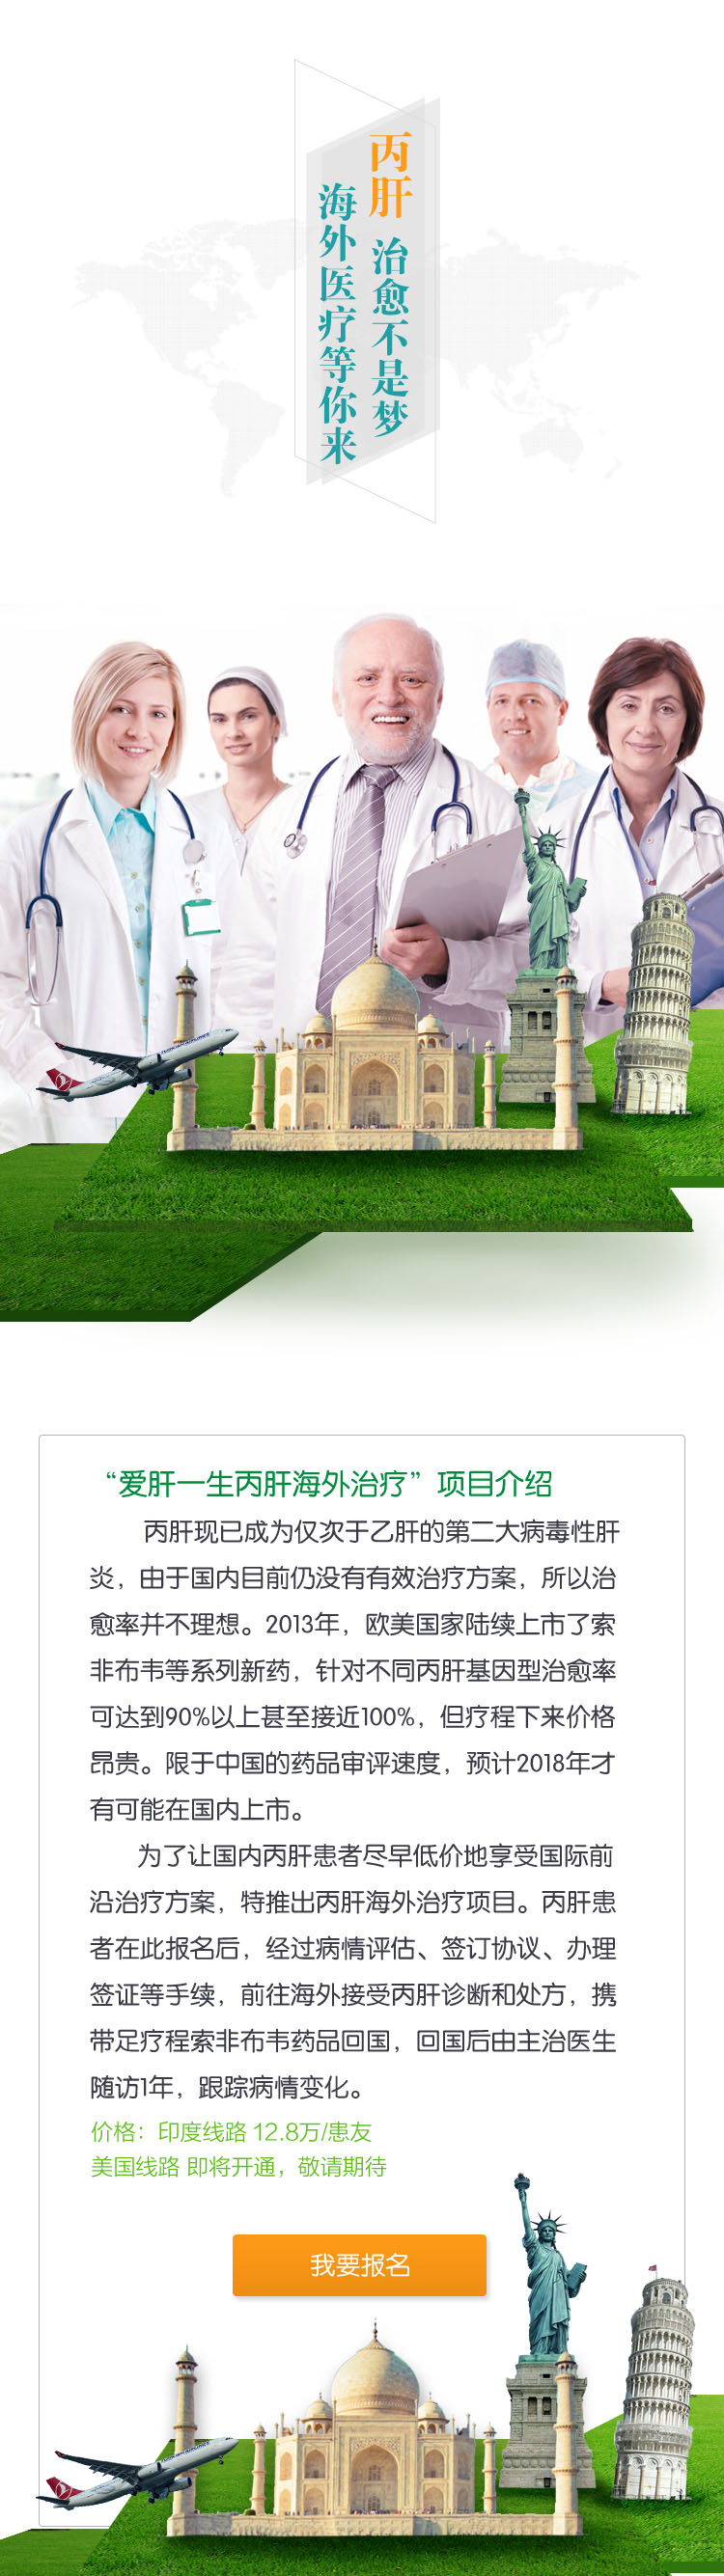 丙肝 治愈不是梦
海外医疗等你来
TURKISH AIRLINES
“爱肝一生丙肝海外治疗”项目介绍
丙肝现已成为仅次于乙肝的第二大病毒性肝
炎，由于国内目前仍没有有效治疗方案，所以治
愈率并不理想。2013年，欧美国家陆续上市了索
非布韦等系列新药，针对不同丙肝基因型治愈率
可达到90%以上甚至接近100%，但疗程下来价格
昂贵。限于中国的药品审评速度，预计2018年才
有可能在国内上市。
为了让国内丙肝患者尽早低价地享受国际前
沿治疗方案，特推出丙肝海外治疗项目。丙肝患
者在此报名后，经过病情评估、签订协议、办理
签证等手续，前往海外接受丙肝诊断和处方，携
带足疗程索非布韦药品回国，回国后由主治医生
随访1年，跟踪病情变化。
价格：印度线路 12.8万/患友
美国线路 即将开通，敬请期待
我要报名
TURKISH AIRLINES